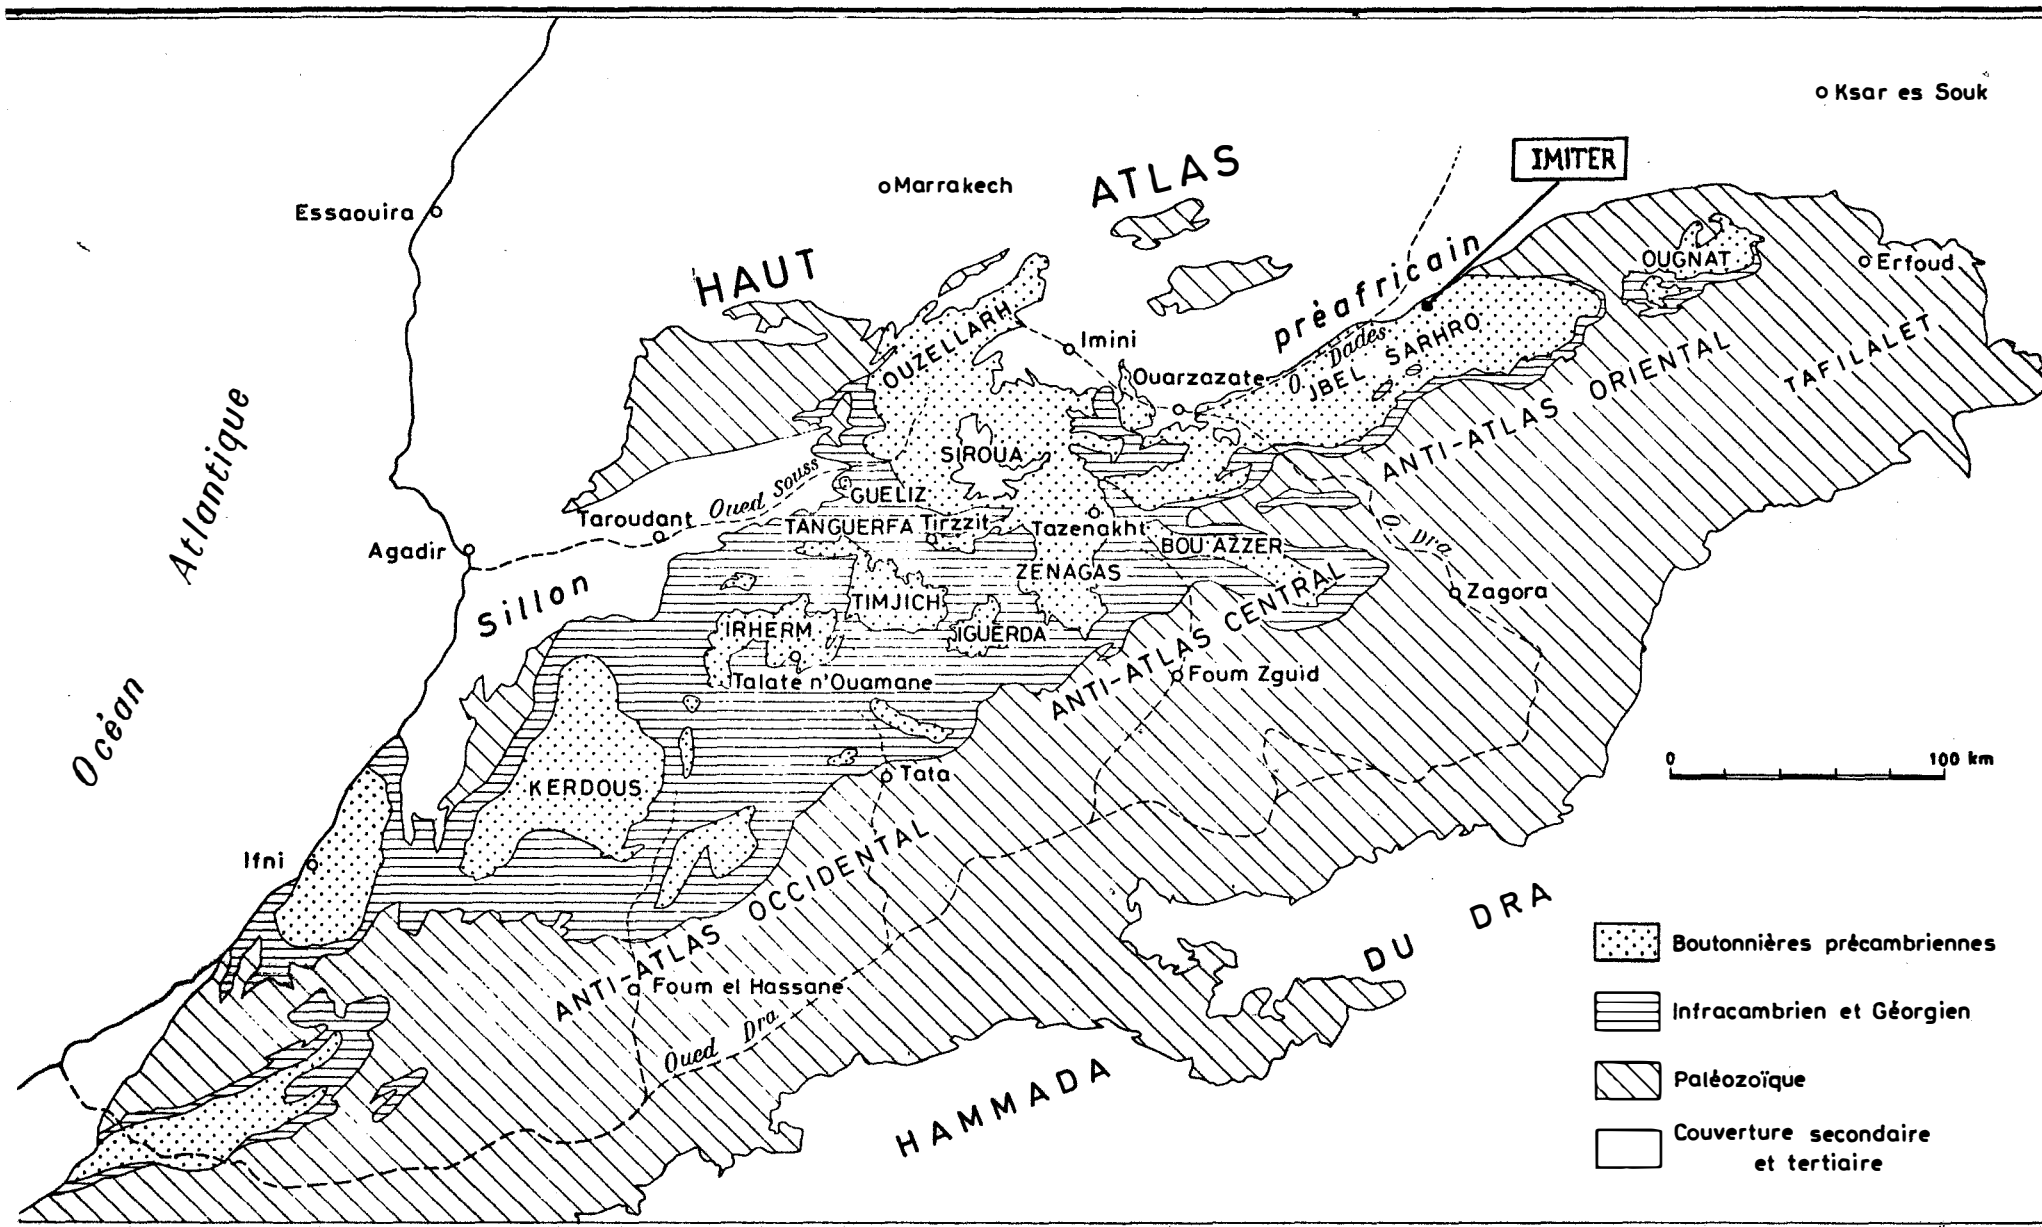 Ksar es Souk
IMITER
Marrakech
ATLAS
Essaouira
HAUT
préafricain
OUGNAT
Erfoud
OUZELLARH
Imini
O. Dadès
JBEL SARHRO
Ouarzazate
ANTI-ATLAS ORIENTAL
TAFILALET
SIROUA
Oued Souss
GUELIZ
Taroudant
TANGUERFA
Tirzzit
Tazenakht
O. Dra
Agadir
BOU AZZER
ZENAGAS
Atlantique
Océan
Sillon
TIMJICH
Zagora
IRHERM
IGUERDA
ANTI-ATLAS CENTRAL
Foum Zguid
Talate n'Ouamane
0 100 km
Tata
KERDOUS
Ifni
ANTI-ATLAS OCCIDENTAL
Foum el Hassane
Oued Dra
HAMMADA DU DRA
Boutonnières précambriennes
Infracambrien et Géorgien
Paléozoïque
Couverture secondaire
et tertiaire